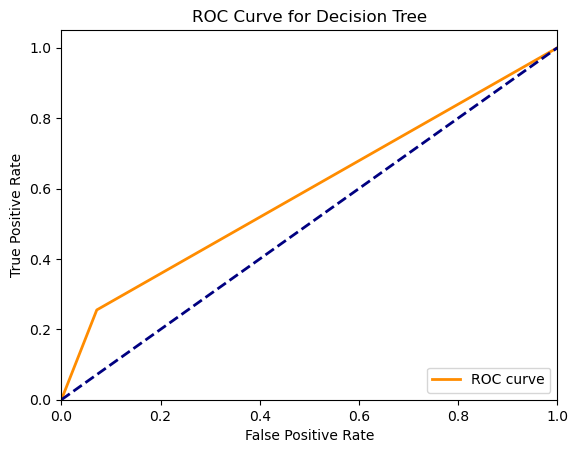 ROC Curve for Decision Tree
True Positive Rate
1.0
0.8
0.6
0.4
0.2
0.0
0.0 0.2 0.4 0.6 0.8 1.0
False Positive Rate
ROC curve